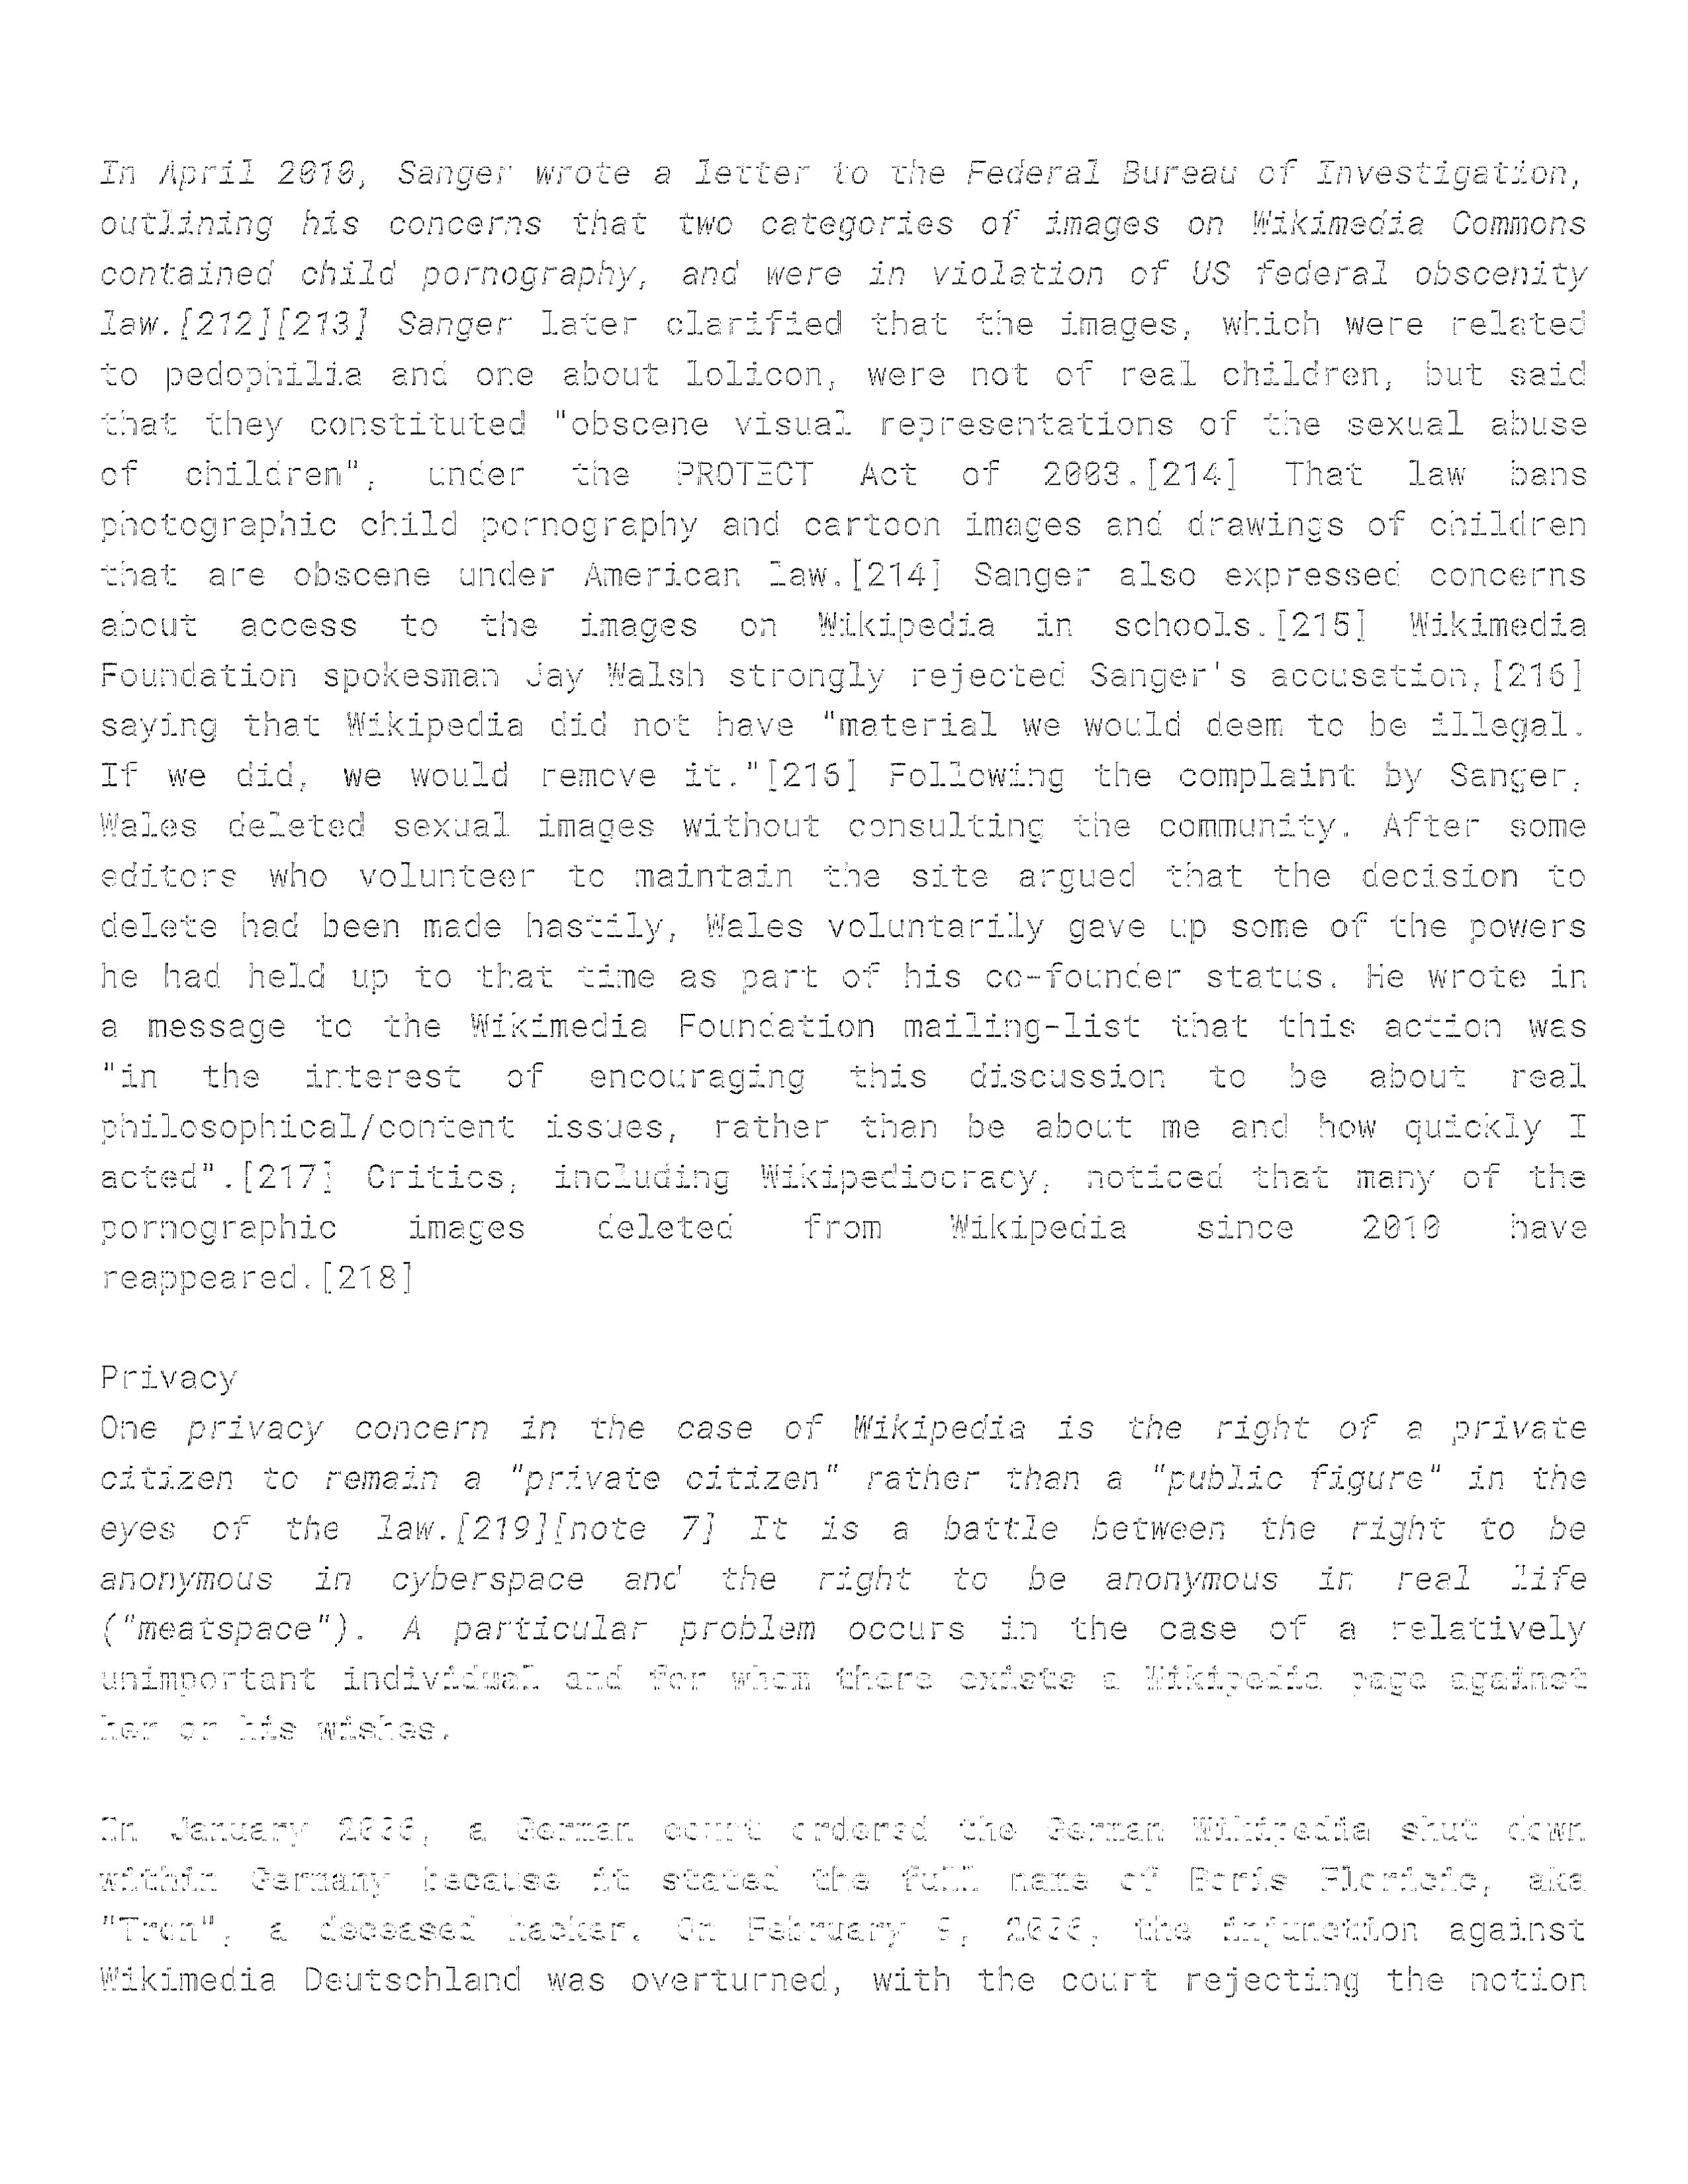 In April 2010, Sanger wrote a letter to the Federal Bureau of Investigation,
outlining his concerns that two categories of images on Wikimedia Commons
contained child pornography, and were in violation of US federal obscenity
law.[212][213] Sanger later clarified that the images, which were related
to pedophilia and one about lolicon, were not of real children, but said
that they constituted "obscene visual representations of the sexual abuse
of children", under the PROTECT Act of 2003.[214] That law bans
photographic child pornography and cartoon images and drawings of children
that are obscene under American law.[214] Sanger also expressed concerns
about access to the images on Wikipedia in schools.[215] Wikimedia
Foundation spokesman Jay Walsh strongly rejected Sanger's accusation,[216]
saying that Wikipedia did not have "material we would deem to be illegal.
If we did, we would remove it."[216] Following the complaint by Sanger,
Wales deleted sexual images without consulting the community. After some
editors who volunteer to maintain the site argued that the decision to
delete had been made hastily, Wales voluntarily gave up some of the powers
he had held up to that time as part of his co-founder status. He wrote in
a message to the Wikimedia Foundation mailing-list that this action was
"in the interest of encouraging this discussion to be about real
philosophical/content issues, rather than be about me and how quickly I
acted".[217] Critics, including Wikipediocracy, noticed that many of the
pornographic images deleted from Wikipedia since 2010 have
reappeared.[218]

Privacy
One privacy concern in the case of Wikipedia is the right of a private
citizen to remain a "private citizen" rather than a "public figure" in the
eyes of the law.[219][note 7] It is a battle between the right to be
anonymous in cyberspace and the right to be anonymous in real life
("meatspace"). A particular problem occurs in the case of a relatively
unimportant individual and for whom there exists a Wikipedia page against
her or his wishes.

In January 2006, a German court ordered the German Wikipedia shut down
within Germany because it stated the full name of Boris Floricic, aka
"Tron", a deceased hacker. On February 9, 2006, the injunction against
Wikimedia Deutschland was overturned, with the court rejecting the notion